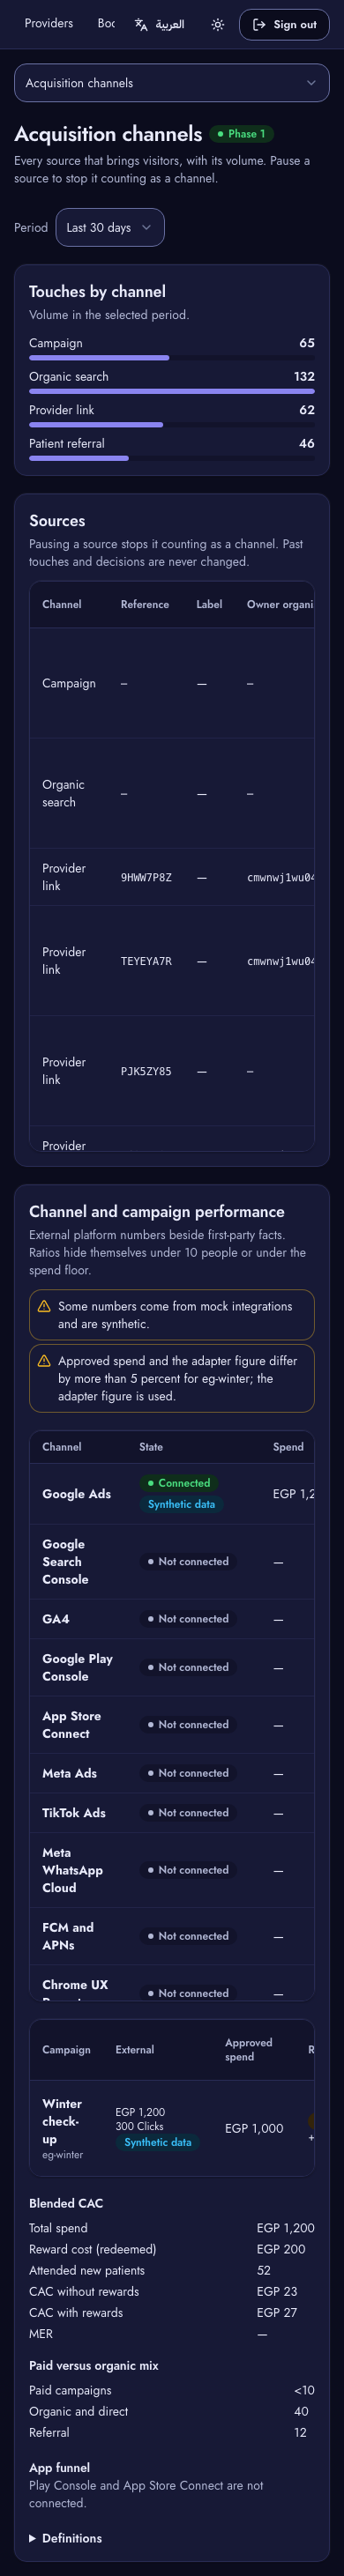 Providers
العربية
Sign out
Acquisition channels
Acquisition channels
Phase 1
Every source that brings visitors, with its volume. Pause a
source to stop it counting as a channel.
Period
Last 30 days
Touches by channel
Volume in the selected period.
Campaign 65
Organic search 132
Provider link 62
Patient referral 46
Sources
Pausing a source stops it counting as a channel. Past
touches and decisions are never changed.
Channel Reference Label Owner
Campaign – — –
Organic
search – — –
Provider
link 9HWW7P8Z —
Provider
link TEYEYA7R —
Provider
link PJK5ZY85 — –
Provider
Channel and campaign performance
External platform numbers beside first-party facts.
Ratios hide themselves under 10 people or under the
spend floor.
Some numbers come from mock integrations
and are synthetic.
Approved spend and the adapter figure differ
by more than 5 percent for eg-winter; the
adapter figure is used.
Channel State Spend
Google Ads Connected EGP
Synthetic data
Google
Search
Console Not connected —
GA4 Not connected —
Google Play
Console Not connected —
App Store
Connect Not connected —
Meta Ads Not connected —
TikTok Ads Not connected —
Meta
WhatsApp
Cloud Not connected —
FCM and
APNs Not connected —
Chrome UX
Not connected —
Campaign External Approved
spend
Winter
check-
up
eg-winter
EGP 1,200
300 Clicks
Synthetic data
EGP 1,000
Blended CAC
Total spend EGP 1,200
Reward cost (redeemed) EGP 200
Attended new patients 52
CAC without rewards EGP 23
CAC with rewards EGP 27
MER —
Paid versus organic mix
Paid campaigns <10
Organic and direct 40
Referral 12
App funnel
Play Console and App Store Connect are not
connected.
Definitions